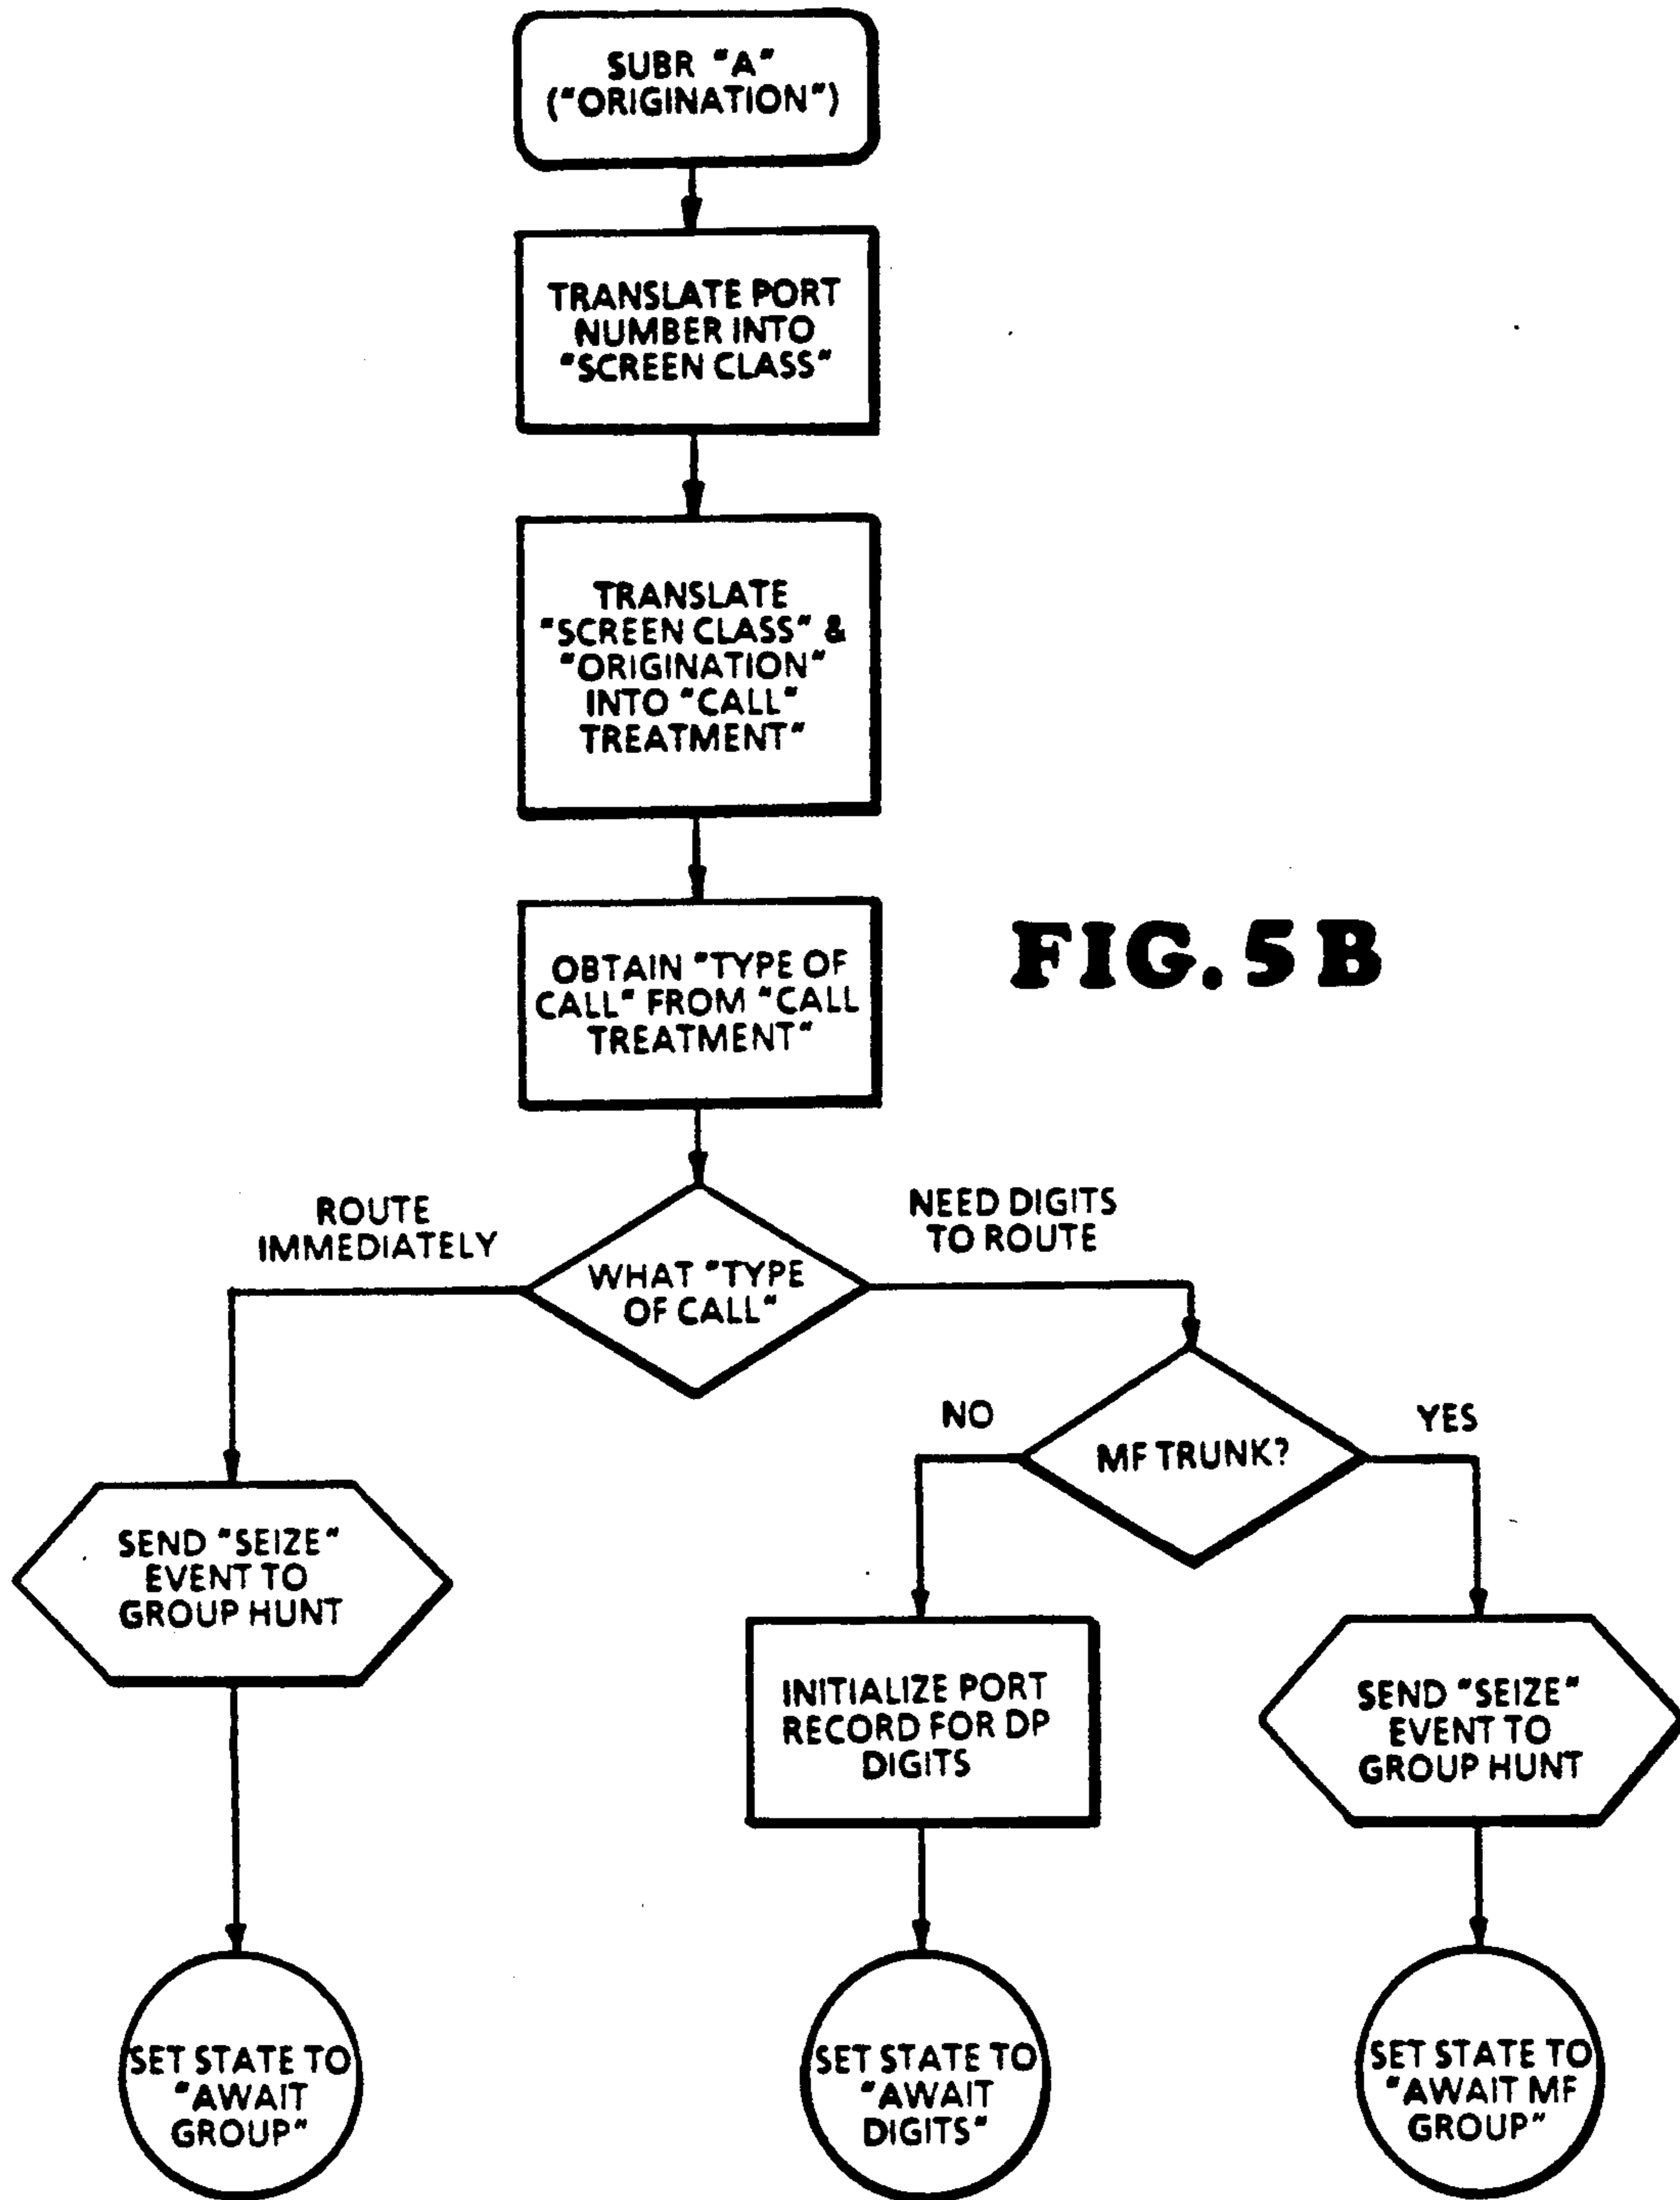 SUBR "A"
("ORIGINATION")
TRANSLATE PORT
NUMBER INTO
"SCREEN CLASS"
TRANSLATE
"SCREEN CLASS" &
"ORIGINATION"
INTO "CALL"
TREATMENT"
OBTAIN "TYPE OF
CALL" FROM "CALL
TREATMENT"
FIG. 5 B
ROUTE
IMMEDIATELY
NEED DIGITS
TO ROUTE
WHAT "TYPE
OF CALL"
NO
MF TRUNK?
YES
SEND "SEIZE"
EVENT TO
GROUP HUNT
INITIALIZE PORT
RECORD FOR DP
DIGITS
SEND "SEIZE"
EVENT TO
GROUP HUNT
SET STATE TO
"AWAIT
GROUP"
SET STATE TO
"AWAIT
DIGITS"
SET STATE TO
"AWAIT MF
GROUP"